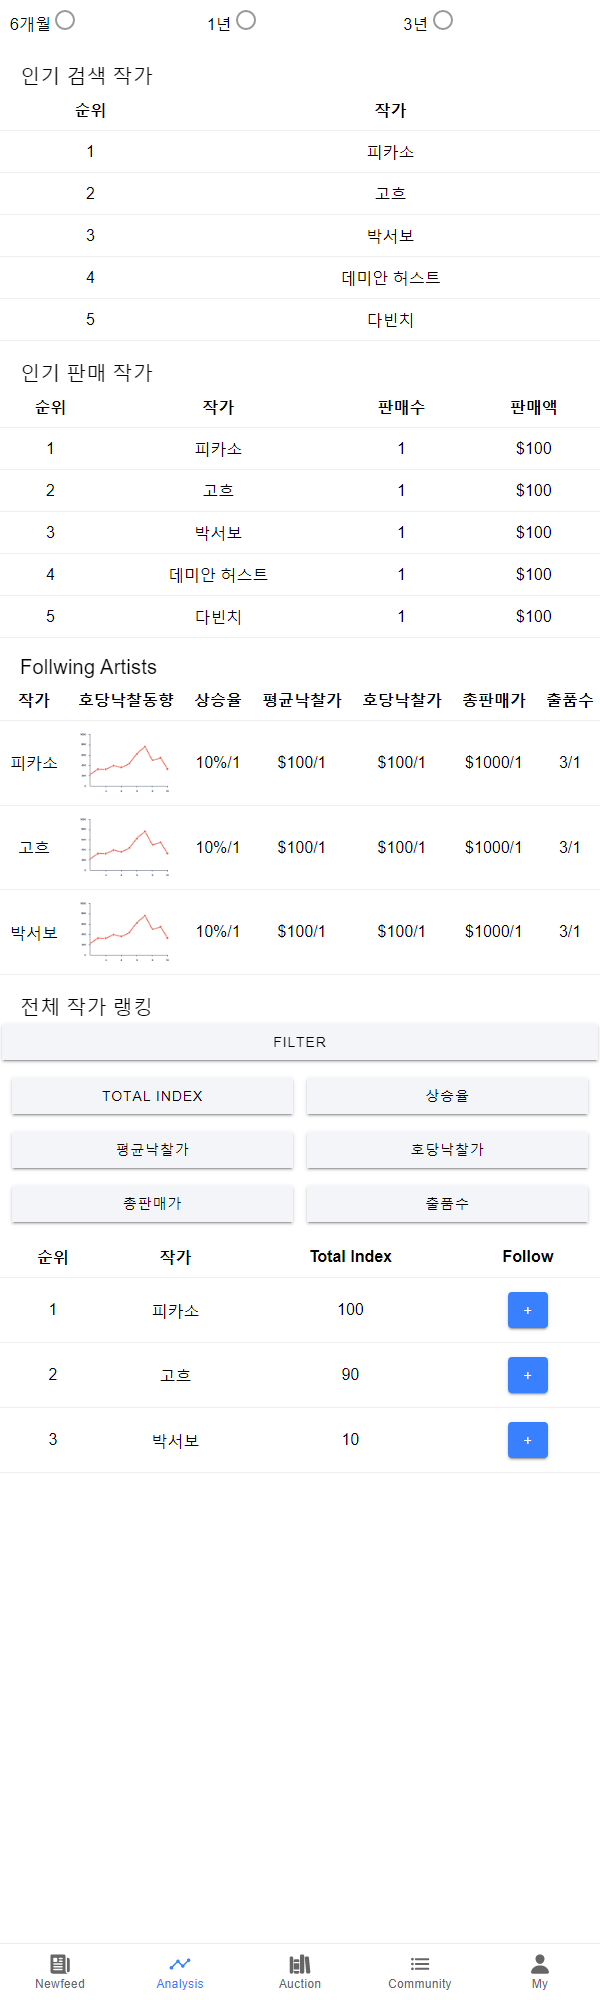 6개월 1년 3년
인기 검색 작가
순위 작가
1 피카소
2 고흐
3 박서보
4 데미안 허스트
5 다빈치
인기 판매 작가
순위 작가 판매수 판매액
1 피카소 1 $100
2 고흐 1 $100
3 박서보 1 $100
4 데미안 허스트 1 $100
5 다빈치 1 $100
Follwing Artists
작가 호당낙찰동향 상승율 평균낙찰가 호당낙찰가 총판매가 출품수
피카소 10%/1 $100/1 $100/1 $1000/1 3/1
고흐 10%/1 $100/1 $100/1 $1000/1 3/1
박서보 10%/1 $100/1 $100/1 $1000/1 3/1
전체 작가 랭킹
FILTER
TOTAL INDEX 상승율
평균낙찰가 호당낙찰가
총판매가 출품수
순위 작가 Total Index Follow
1 피카소 100 +
2 고흐 90 +
3 박서보 10 +
Newfeed Analysis Auction Community My